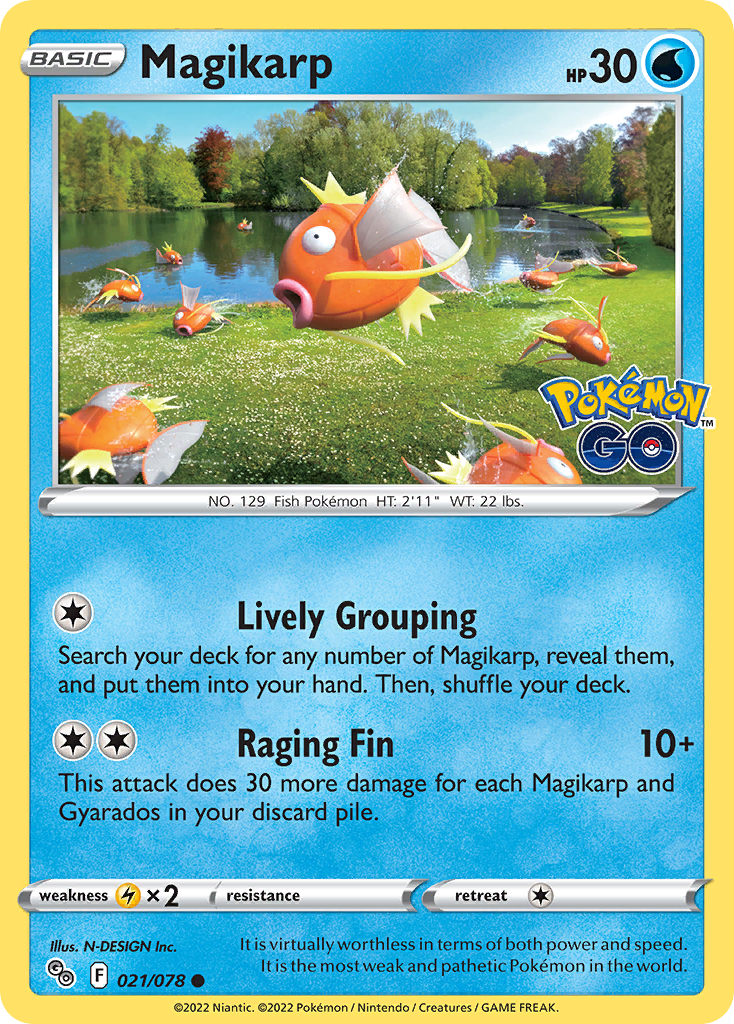 BASIC
Magikarp
HP30
POKéMON
GO
TM
NO. 129 Fish Pokémon HT: 2'11" WT: 22 lbs.
Lively Grouping
Search your deck for any number of Magikarp, reveal them,
and put them into your hand. Then, shuffle your deck.
Raging Fin 10+
This attack does 30 more damage for each Magikarp and
Gyarados in your discard pile.
weakness ×2 resistance retreat
Illus. N-DESIGN Inc.
It is virtually worthless in terms of both power and speed.
It is the most weak and pathetic Pokémon in the world.
GO F 021/078
©2022 Niantic. ©2022 Pokémon / Nintendo / Creatures / GAME FREAK.